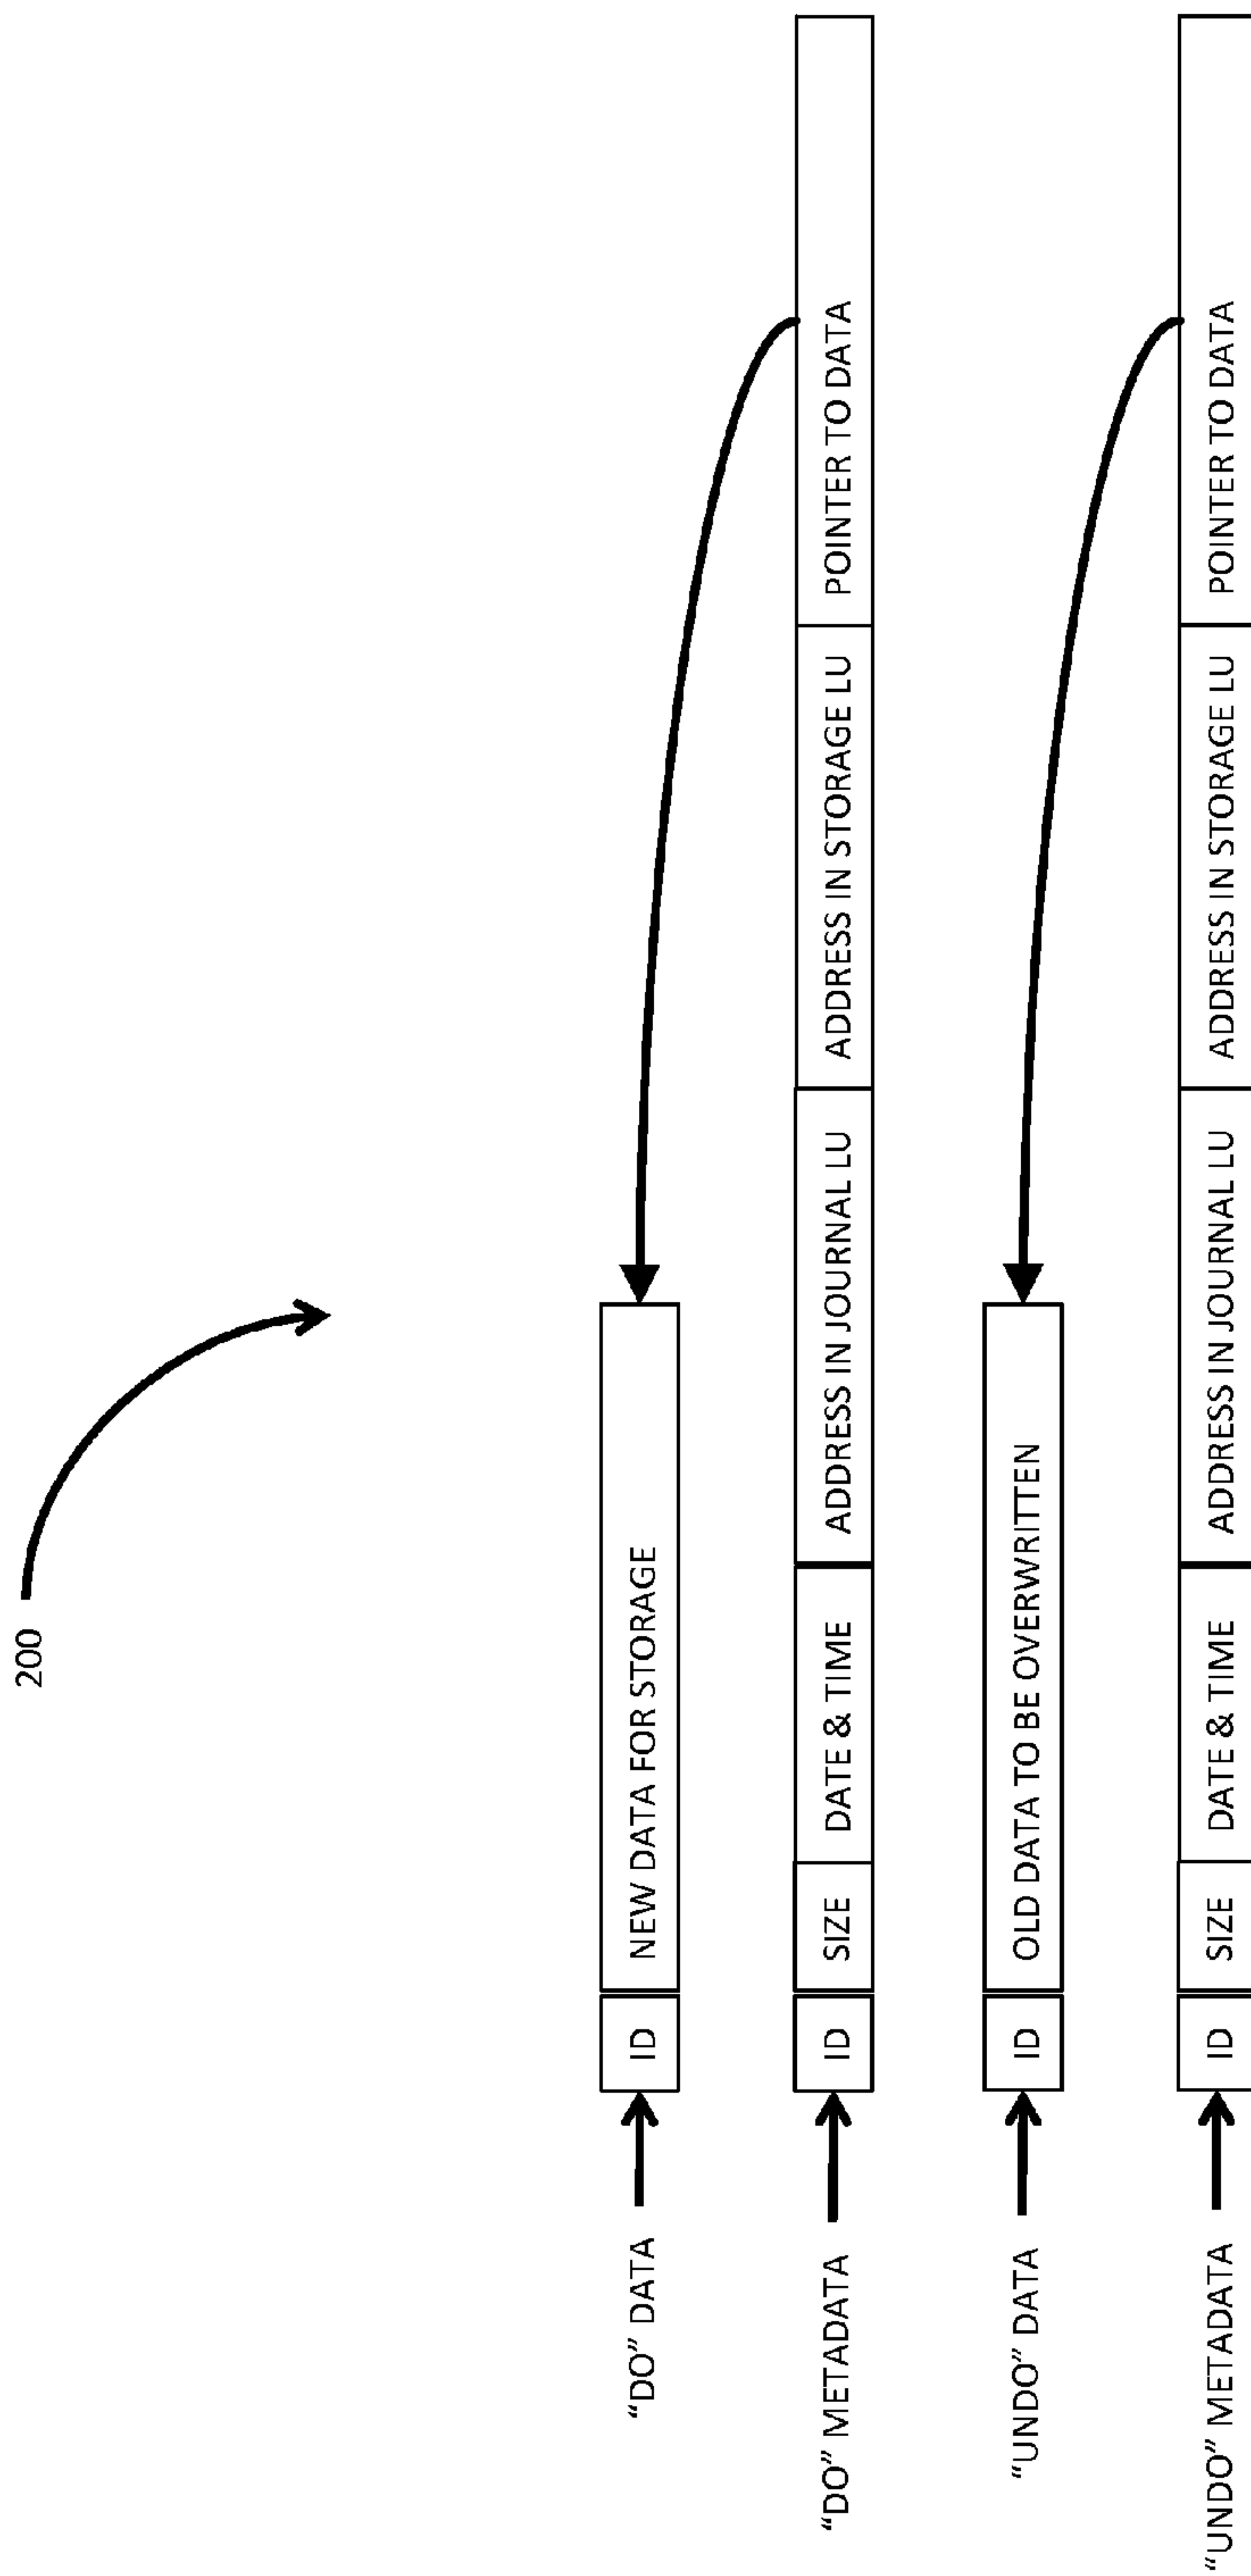 200
“DO” DATA ID NEW DATA FOR STORAGE
“DO” METADATA ID SIZE DATE & TIME ADDRESS IN JOURNAL LU ADDRESS IN STORAGE LU POINTER TO DATA
“UNDO” DATA ID OLD DATA TO BE OVERWRITTEN
“UNDO” METADATA ID SIZE DATE & TIME ADDRESS IN JOURNAL LU ADDRESS IN STORAGE LU POINTER TO DATA